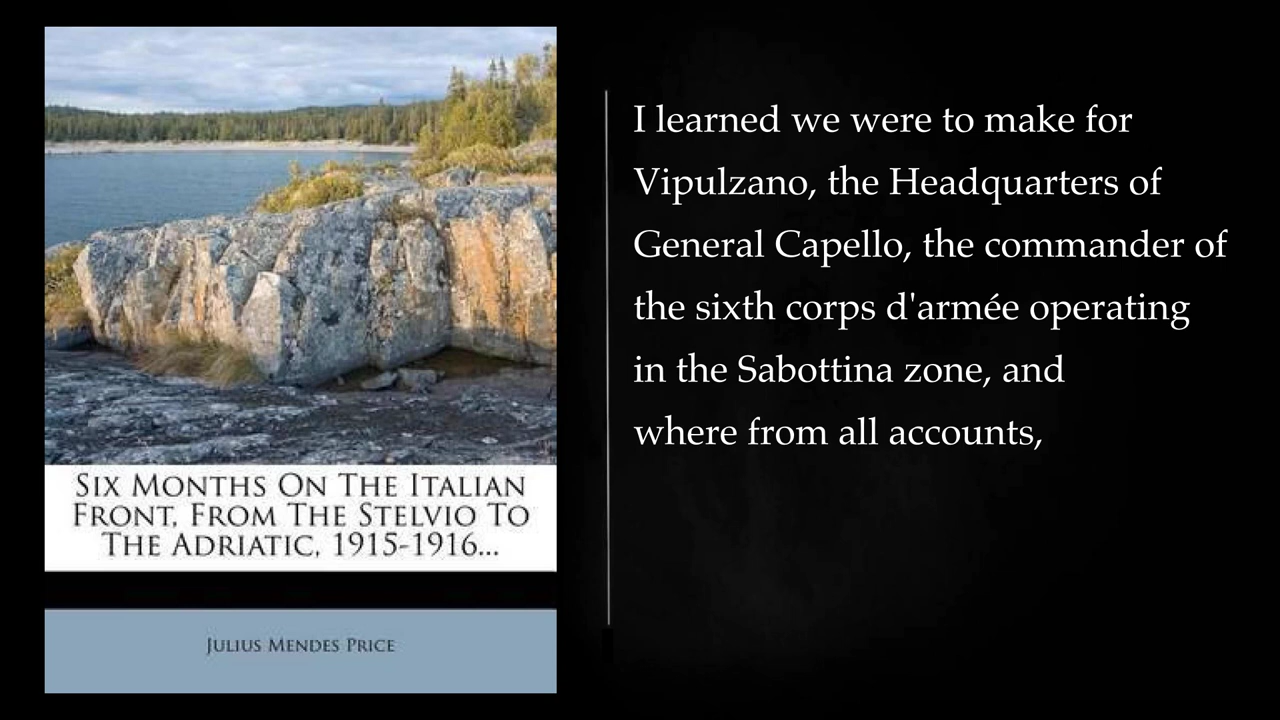 I learned we were to make for
Vipulzano, the Headquarters of
General Capello, the commander of
the sixth corps d'armée operating
in the Sabottina zone, and
where from all accounts,
Six Months On The Italian
Front, From The Stelvio To
The Adriatic, 1915-1916...
Julius Mendes Price